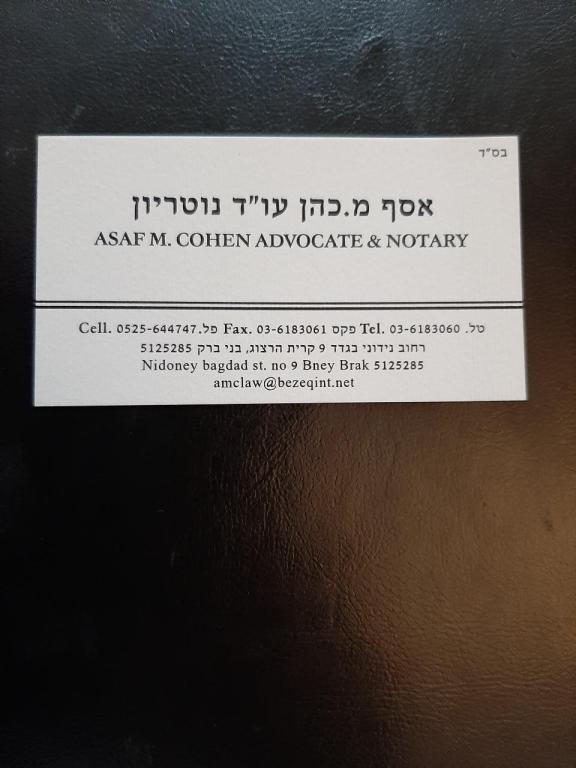 בס"ד
אסף מ.כהן עו"ד נוטריון
ASAF M. COHEN ADVOCATE & NOTARY
Cell. 0525-644747.פל Fax. 03-6183061 פקס Tel. 03-6183060 .טל
רחוב נידוני בגדד 9 קרית הרצוג, בני ברק 5125285
Nidoney bagdad st. no 9 Bney Brak 5125285
amclaw@bezeqint.net